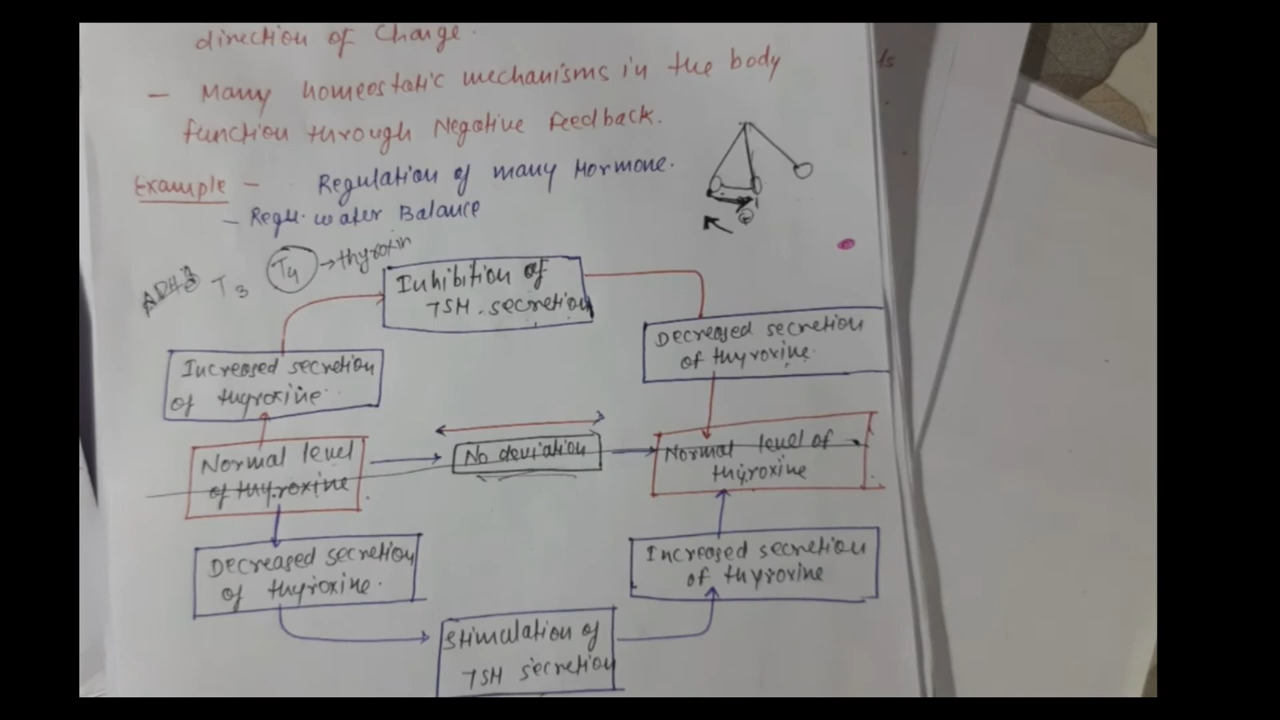 direction of Change.
- Many homeostatic mechanisms in the body
function through Negative Feedback.
Example - Regulation of many Hormone.
- Regu. water Balance
T3 T4 → thyroxin
Inhibition of
TSH secretion
Decreased secretion
of thyroxine.
Increased secretion
of thyroxine.
No deviation
Normal level of
thyroxine
Normal level
of thyroxine
Decreased secretion
of thyroxine.
Increased secretion
of thyroxine
Stimulation of
TSH secretion